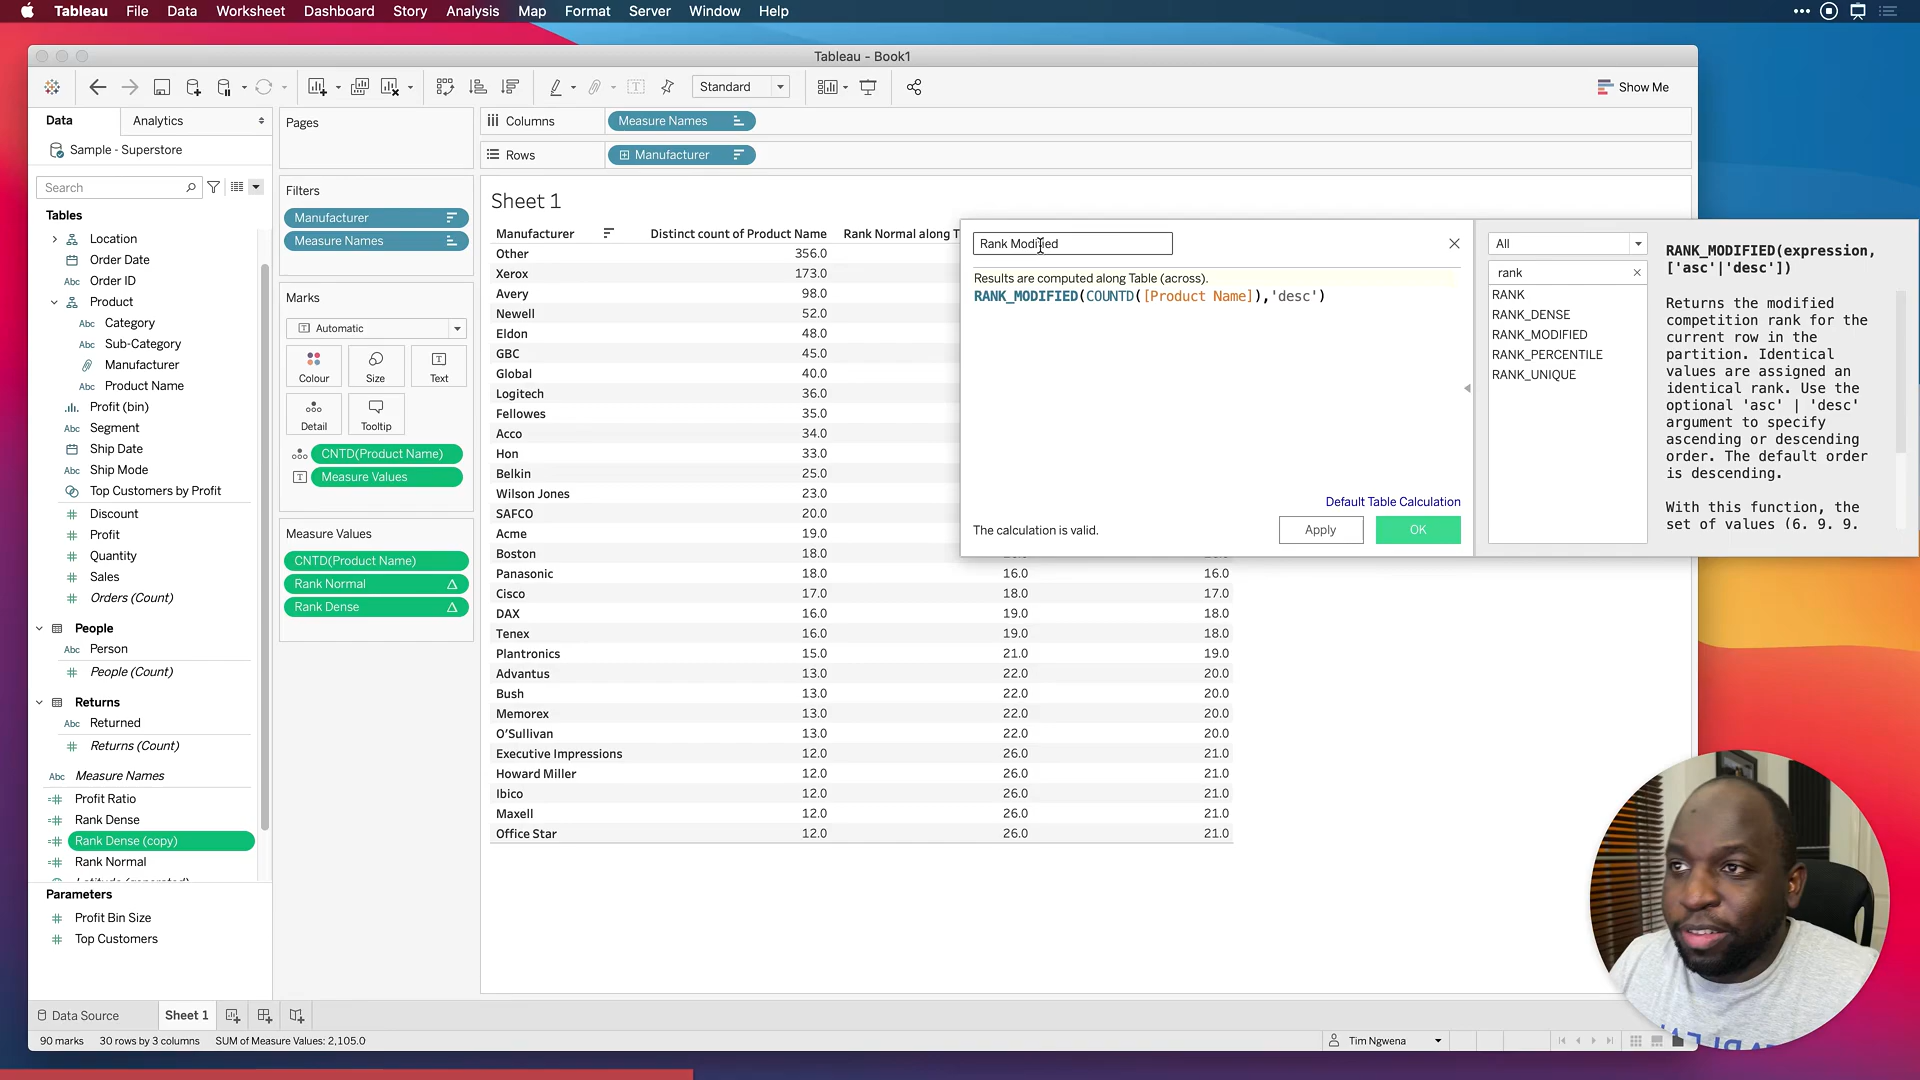 Tableau File Data Worksheet Dashboard Story Analysis Map Format Server Window Help
Tableau - Book1
Standard
Show Me
Data Analytics
Sample - Superstore
Search
Tables
Location
Order Date
Order ID
Product
Abc Category
Abc Sub-Category
Manufacturer
Abc Product Name
Profit (bin)
Abc Segment
Ship Date
Abc Ship Mode
Top Customers by Profit
Discount
Profit
Quantity
Sales
Orders (Count)
People
Abc Person
People (Count)
Returns
Abc Returned
Returns (Count)
Abc Measure Names
Profit Ratio
Rank Dense
Rank Dense (copy)
Rank Normal
Parameters
Profit Bin Size
Top Customers
Pages
Filters
Manufacturer
Measure Names
Marks
Automatic
Colour Size Text
Detail Tooltip
CNTD(Product Name)
Measure Values
Measure Values
CNTD(Product Name)
Rank Normal
Rank Dense
Columns Measure Names
Rows Manufacturer
Sheet 1
Manufacturer Distinct count of Product Name Rank Normal along T
Other 356.0
Xerox 173.0
Avery 98.0
Newell 52.0
Eldon 48.0
GBC 45.0
Global 40.0
Logitech 36.0
Fellowes 35.0
Acco 34.0
Hon 33.0
Belkin 25.0
Wilson Jones 23.0
SAFCO 20.0
Acme 19.0
Boston 18.0
Panasonic 18.0 16.0 16.0
Cisco 17.0 18.0 17.0
DAX 16.0 19.0 18.0
Tenex 16.0 19.0 18.0
Plantronics 15.0 21.0 19.0
Advantus 13.0 22.0 20.0
Bush 13.0 22.0 20.0
Memorex 13.0 22.0 20.0
O'Sullivan 13.0 22.0 20.0
Executive Impressions 12.0 26.0 21.0
Howard Miller 12.0 26.0 21.0
Ibico 12.0 26.0 21.0
Maxell 12.0 26.0 21.0
Office Star 12.0 26.0 21.0
Rank Modified
Results are computed along Table (across).
RANK_MODIFIED(COUNTD([Product Name]),'desc')
Default Table Calculation
The calculation is valid.
Apply OK
All
rank
RANK
RANK_DENSE
RANK_MODIFIED
RANK_PERCENTILE
RANK_UNIQUE
RANK_MODIFIED(expression,
['asc'|'desc'])
Returns the modified
competition rank for the
current row in the
partition. Identical
values are assigned an
identical rank. Use the
optional 'asc' | 'desc'
argument to specify
ascending or descending
order. The default order
is descending.
With this function, the
set of values (6, 9, 9,
Data Source Sheet 1
90 marks 30 rows by 3 columns SUM of Measure Values: 2,105.0
Tim Ngwena